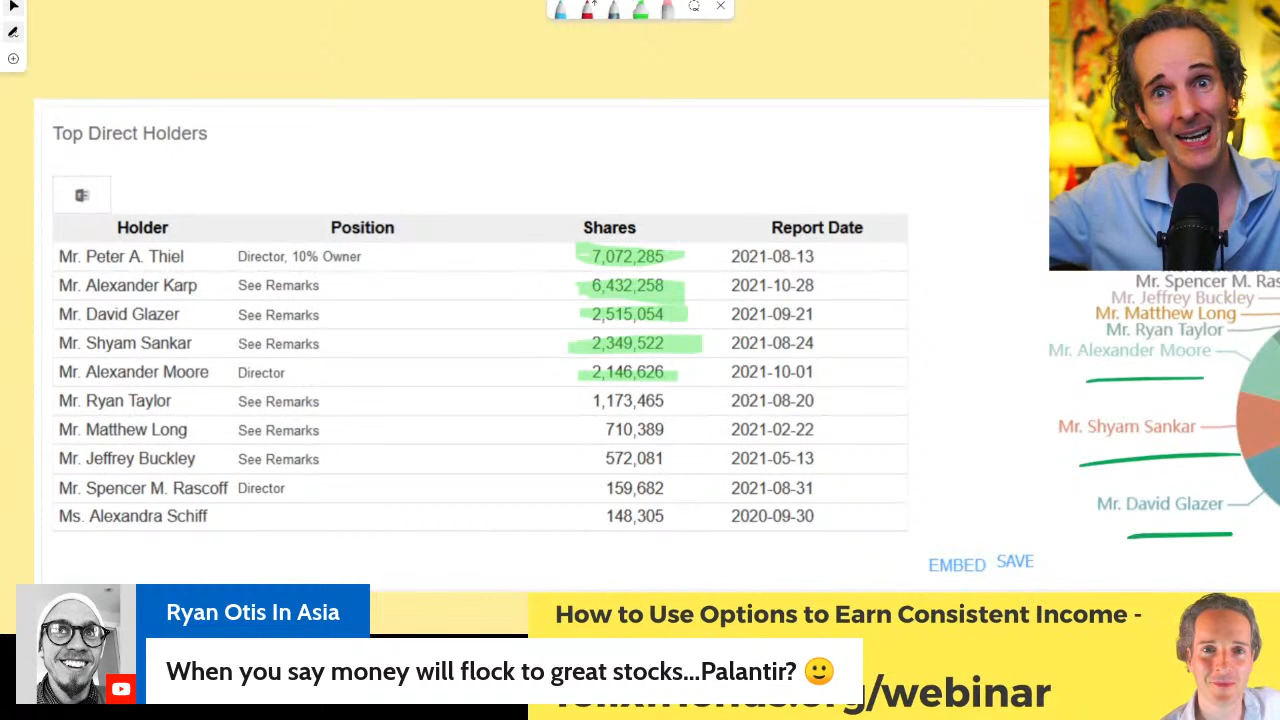 Top Direct Holders
Holder Position Shares Report Date
Mr. Peter A. Thiel Director, 10% Owner 7,072,285 2021-08-13
Mr. Alexander Karp See Remarks 6,432,258 2021-10-28
Mr. David Glazer See Remarks 2,515,054 2021-09-21
Mr. Shyam Sankar See Remarks 2,349,522 2021-08-24
Mr. Alexander Moore Director 2,146,626 2021-10-01
Mr. Ryan Taylor See Remarks 1,173,465 2021-08-20
Mr. Matthew Long See Remarks 710,389 2021-02-22
Mr. Jeffrey Buckley See Remarks 572,081 2021-05-13
Mr. Spencer M. Rascoff Director 159,682 2021-08-31
Ms. Alexandra Schiff 148,305 2020-09-30
EMBED SAVE
Mr. Spencer M. Ras
Mr. Jeffrey Buckley
Mr. Matthew Long
Mr. Ryan Taylor
Mr. Alexander Moore
Mr. Shyam Sankar
Mr. David Glazer
Ryan Otis In Asia
When you say money will flock to great stocks...Palantir? 🙂
How to Use Options to Earn Consistent Income -
/webinar